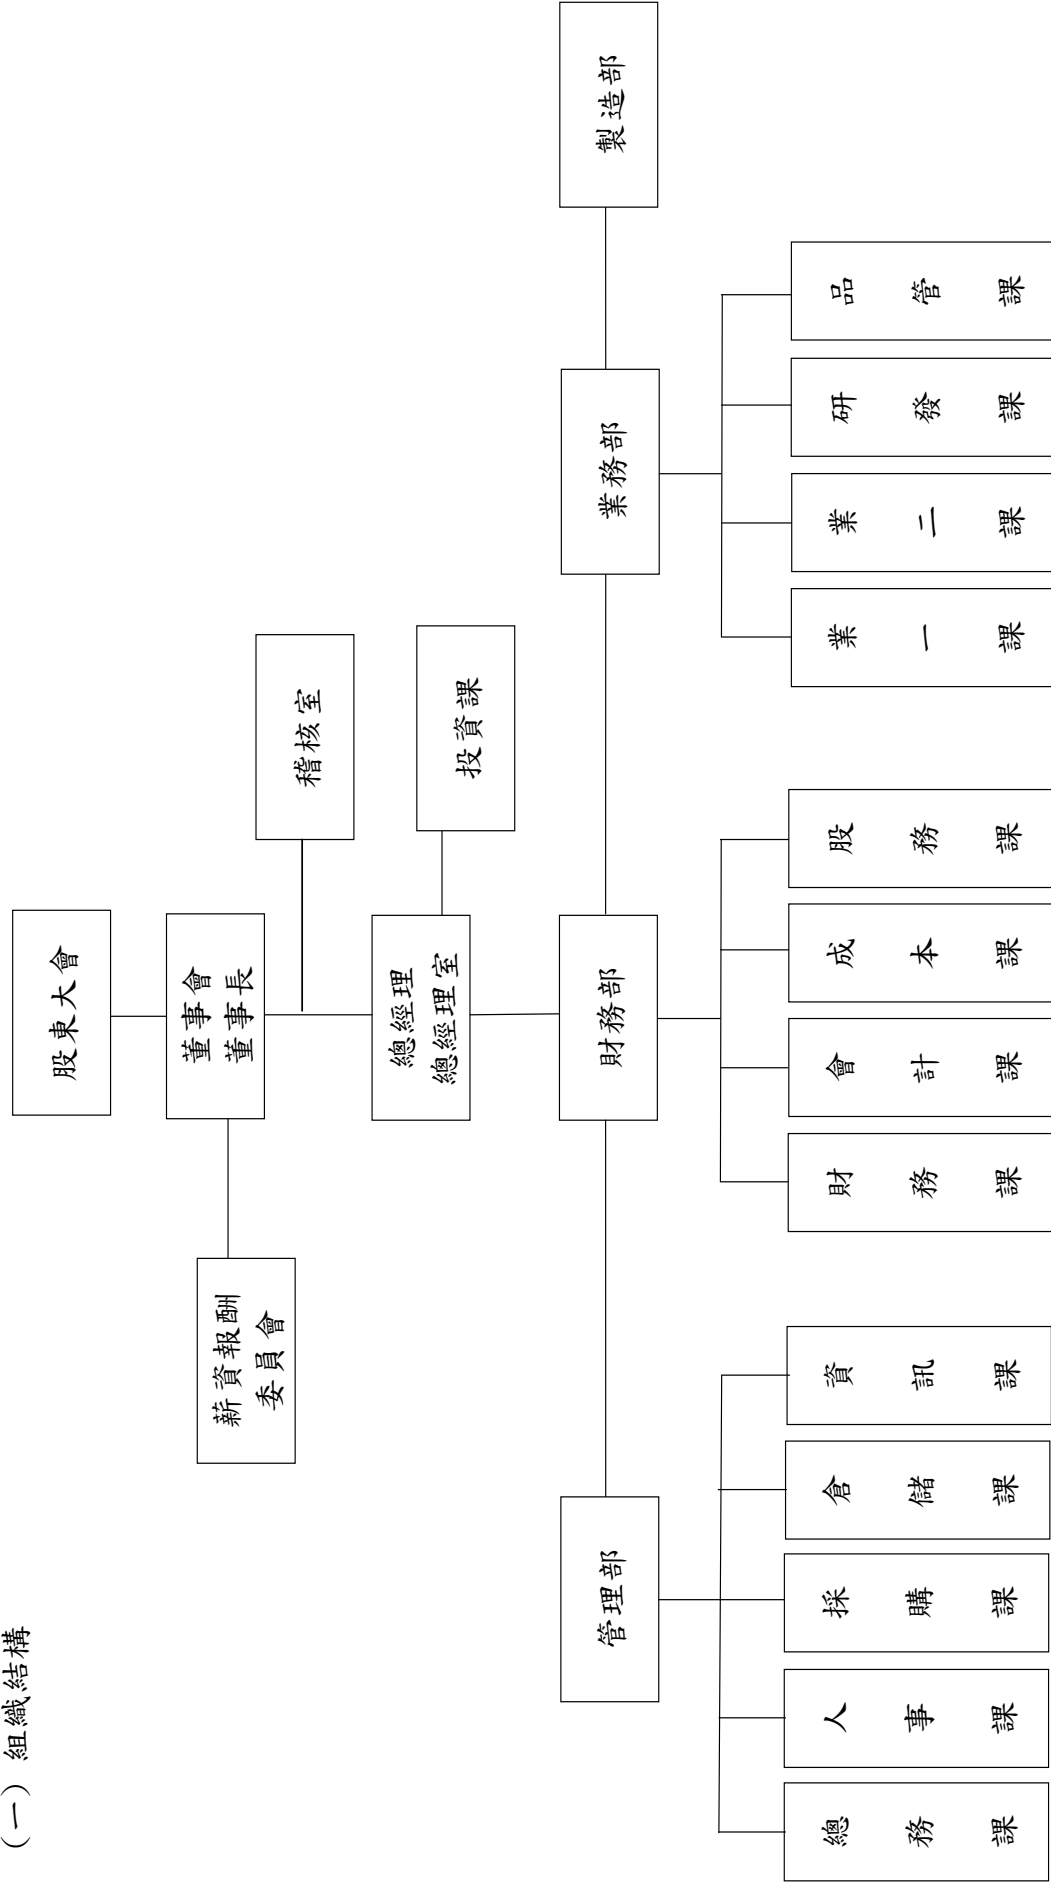 （一）組織結構
股東大會
董事會
董事長
薪資報酬
委員會
稽核室
總經理
總經理室
投資課
管理部
財務部
業務部
製造部
總務課
人事課
採購課
倉儲課
資訊課
財務課
會計課
成本課
股務課
業一課
業二課
研發課
品管課